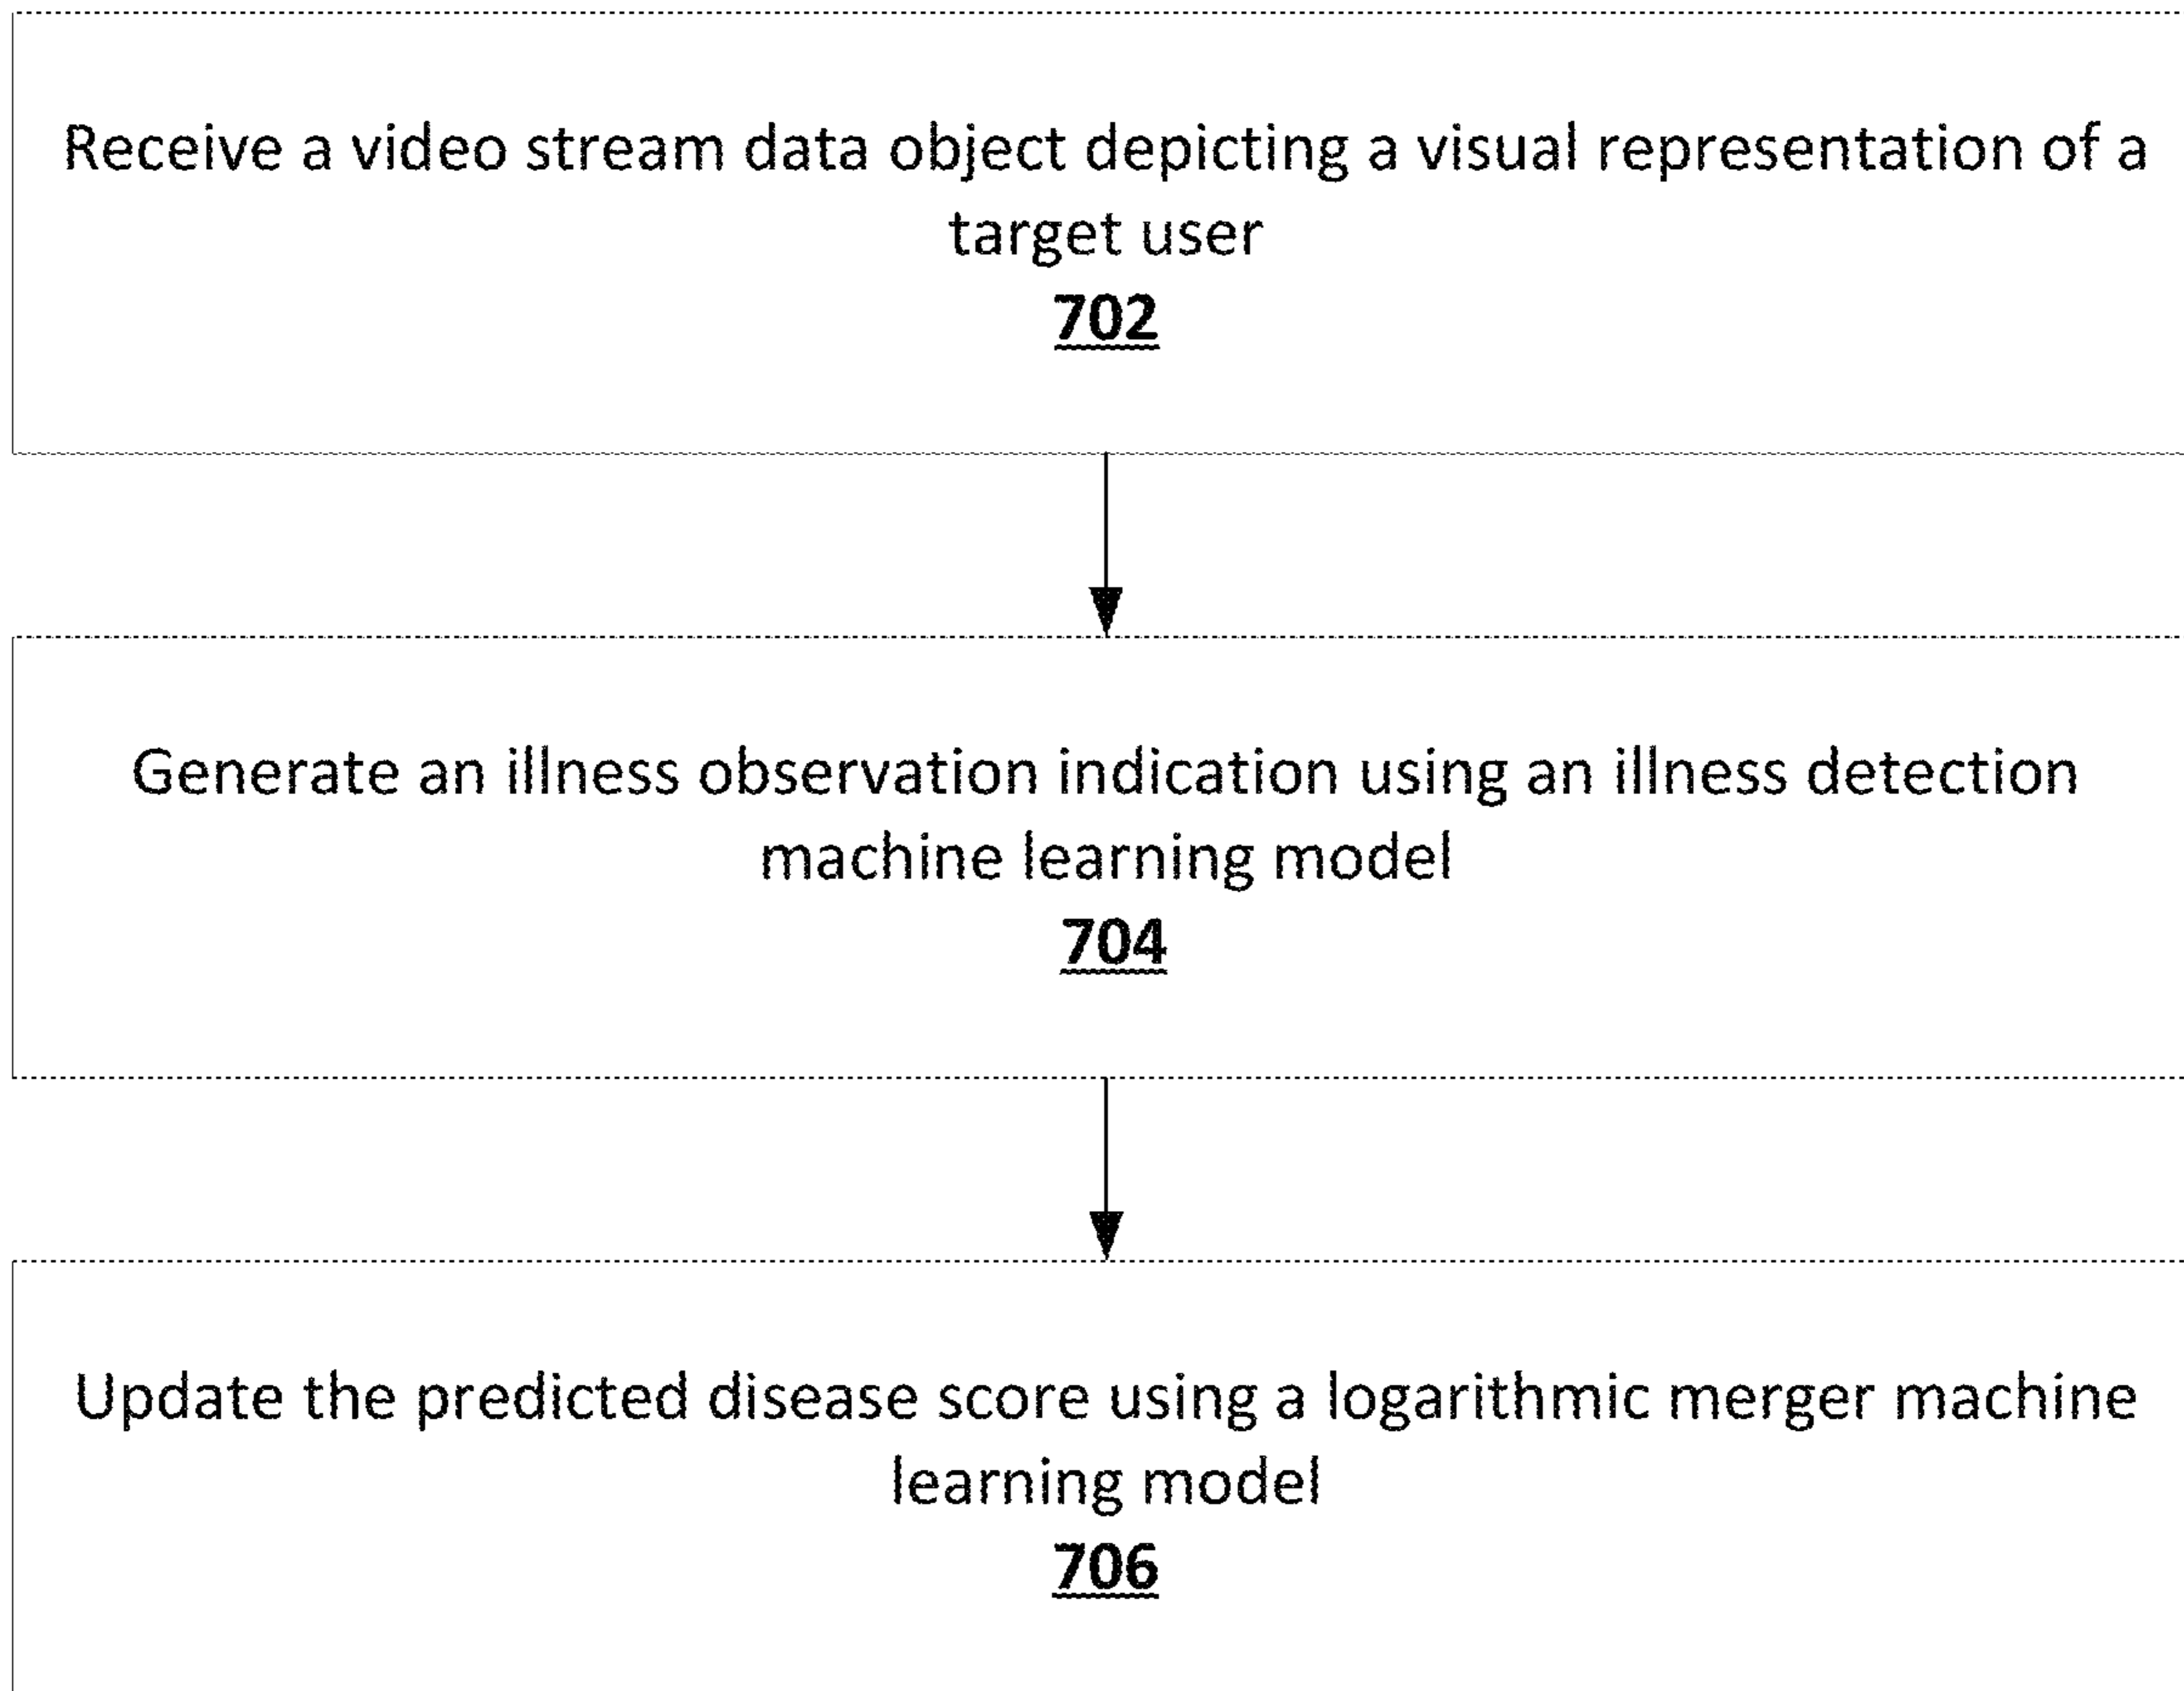 Receive a video stream data object depicting a visual representation of a
target user
702
Generate an illness observation indication using an illness detection
machine learning model
704
Update the predicted disease score using a logarithmic merger machine
learning model
706